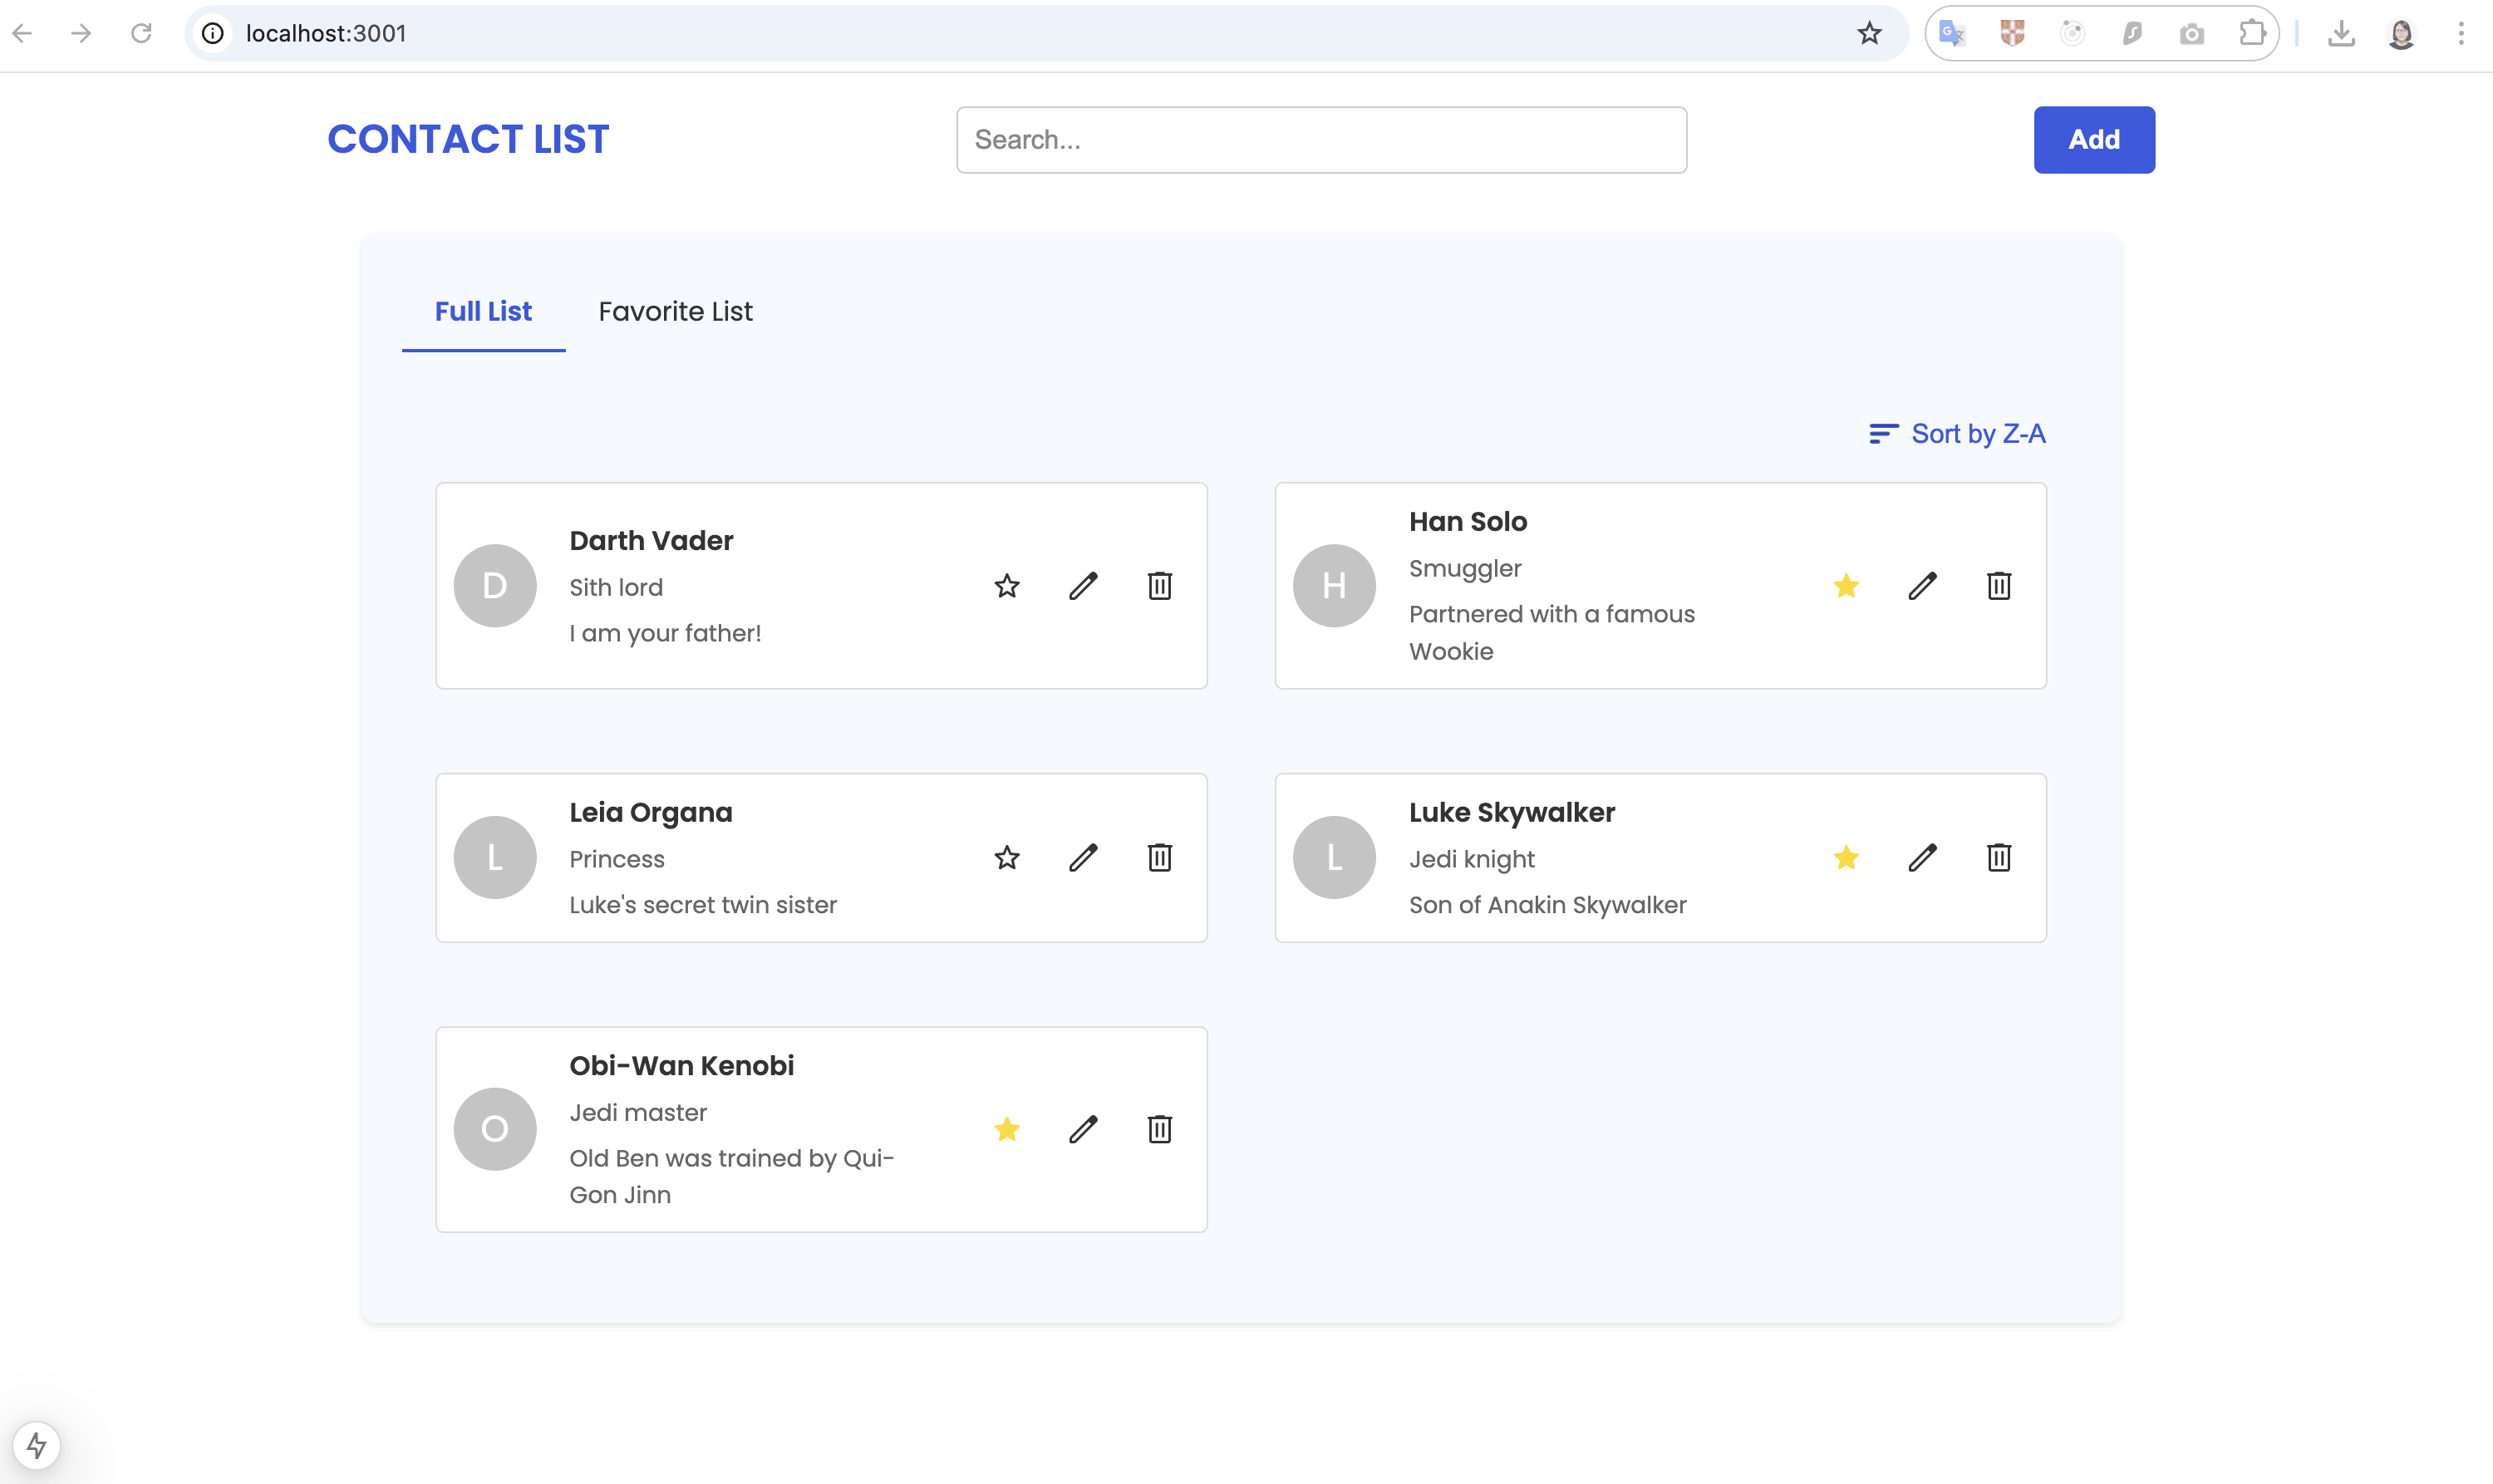 localhost:3001
CONTACT LIST
Search...
Add
Full List
Favorite List
Sort by Z-A
D
Darth Vader
Sith lord
I am your father!
H
Han Solo
Smuggler
Partnered with a famous
Wookie
L
Leia Organa
Princess
Luke's secret twin sister
L
Luke Skywalker
Jedi knight
Son of Anakin Skywalker
O
Obi-Wan Kenobi
Jedi master
Old Ben was trained by Qui-
Gon Jinn